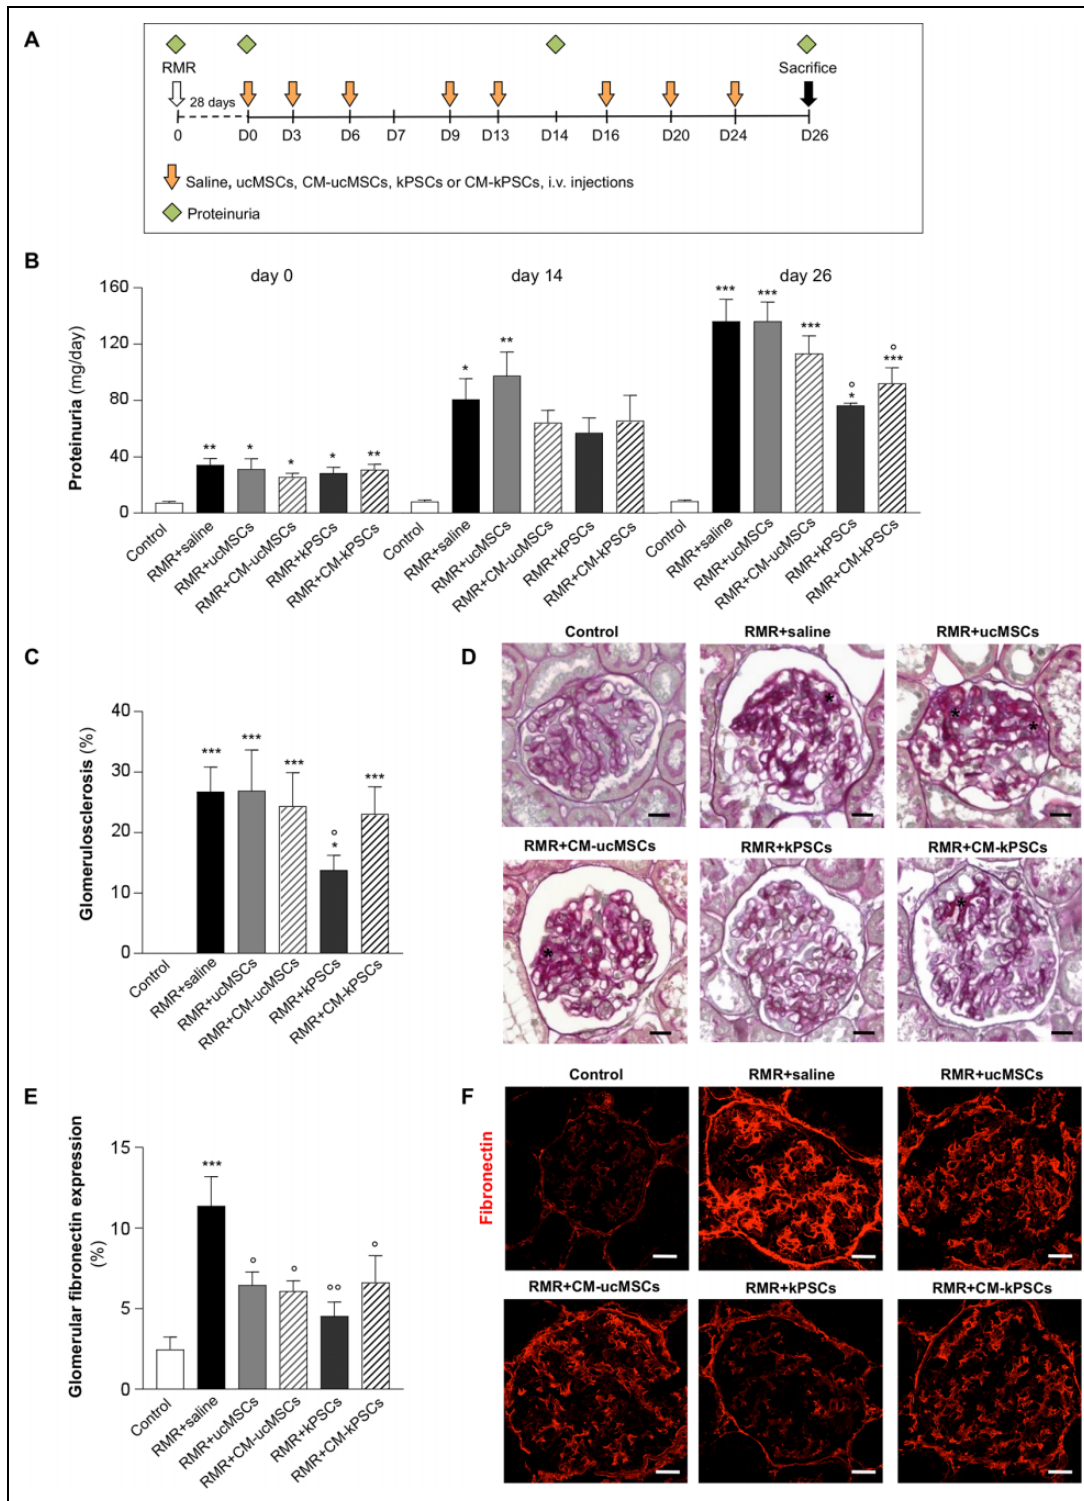 A
RMR
Sacrifice
28 days
0 D0 D3 D6 D7 D9 D13 D14 D16 D20 D24 D26
Saline, ucMSCs, CM-ucMSCs, kPSCs or CM-kPSCs, i.v. injections
Proteinuria
B
day 0 day 14 day 26
Proteinuria (mg/day)
160
120
80
40
0
** * * * **
* **
*** *** *** ° * ° ***
Control RMR+saline RMR+ucMSCs RMR+CM-ucMSCs RMR+kPSCs RMR+CM-kPSCs
Control RMR+saline RMR+ucMSCs RMR+CM-ucMSCs RMR+kPSCs RMR+CM-kPSCs
Control RMR+saline RMR+ucMSCs RMR+CM-ucMSCs RMR+kPSCs RMR+CM-kPSCs
C
Glomerulosclerosis (%)
40
30
20
10
0
*** *** *** ° * ***
Control RMR+saline RMR+ucMSCs RMR+CM-ucMSCs RMR+kPSCs RMR+CM-kPSCs
D
Control RMR+saline RMR+ucMSCs
* * *
RMR+CM-ucMSCs RMR+kPSCs RMR+CM-kPSCs
* *
E
Glomerular fibronectin expression
(%)
15
10
5
0
*** ° ° °° °
Control RMR+saline RMR+ucMSCs RMR+CM-ucMSCs RMR+kPSCs RMR+CM-kPSCs
F
Fibronectin
Control RMR+saline RMR+ucMSCs
RMR+CM-ucMSCs RMR+kPSCs RMR+CM-kPSCs